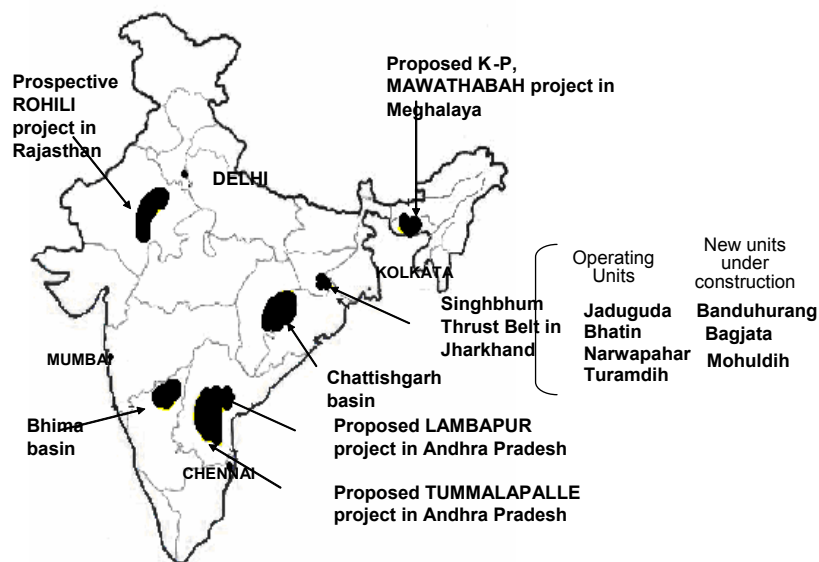 Prospective
ROHILI
project in
Rajasthan
Proposed K-P,
MAWATHABAH project in
Meghalaya
DELHI
KOLKATA
Singhbhum
Thrust Belt in
Jharkhand
Operating
Units
Jaduguda
Bhatin
Narwapahar
Turamdih
New units
under
construction
Banduhurang
Bagjata
Mohuldih
MUMBAI
Chattishgarh
basin
Bhima
basin
Proposed LAMBAPUR
project in Andhra Pradesh
CHENNAI
Proposed TUMMALAPALLE
project in Andhra Pradesh